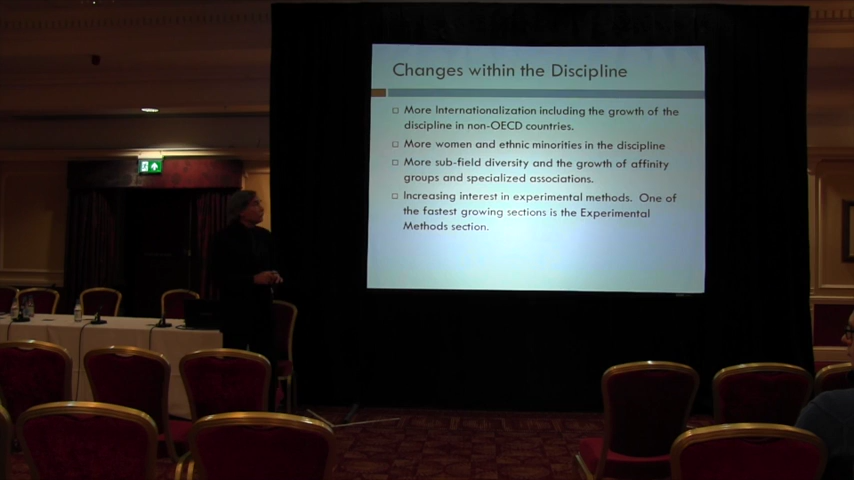 Changes within the Discipline
□ More Internationalization including the growth of the
discipline in non-OECD countries.
□ More women and ethnic minorities in the discipline
□ More sub-field diversity and the growth of affinity
groups and specialized associations.
□ Increasing interest in experimental methods. One of
the fastest growing sections is the Experimental
Methods section.